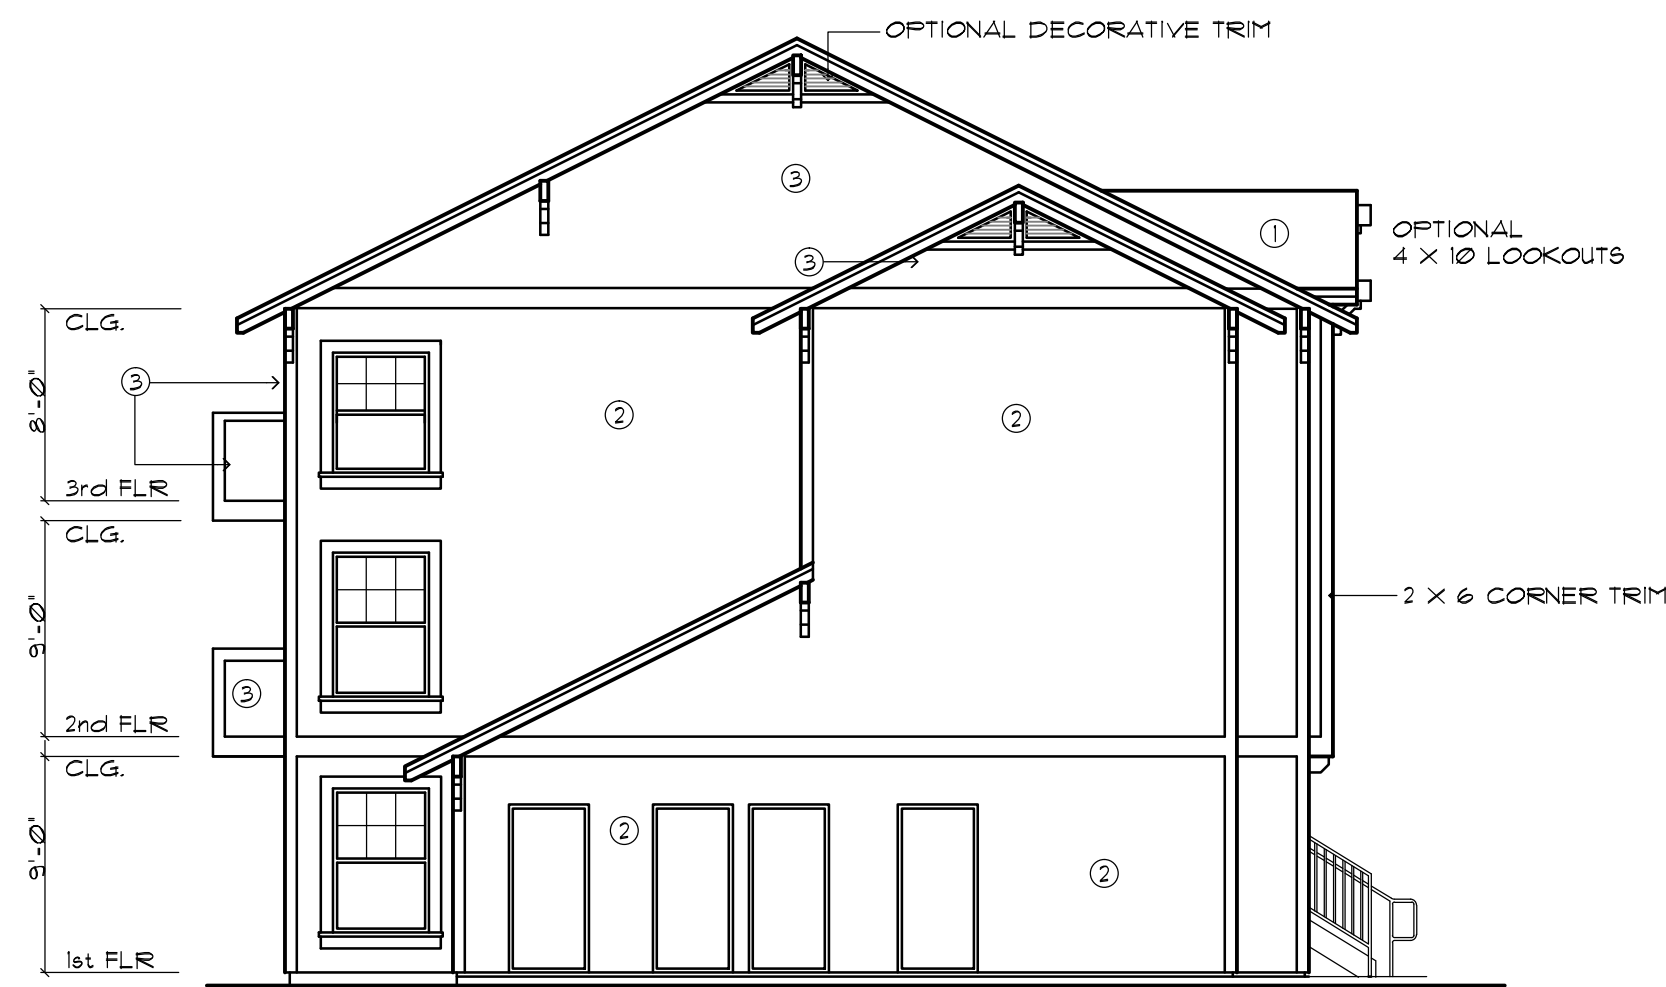 OPTIONAL DECORATIVE TRIM
3
1
OPTIONAL
4 X 10 LOOKOUTS
3
CLG.
3
8'-0"
2
2
3rd FLR
CLG.
9'-0"
2 X 6 CORNER TRIM
3
2nd FLR
CLG.
9'-0"
2
2
1st FLR